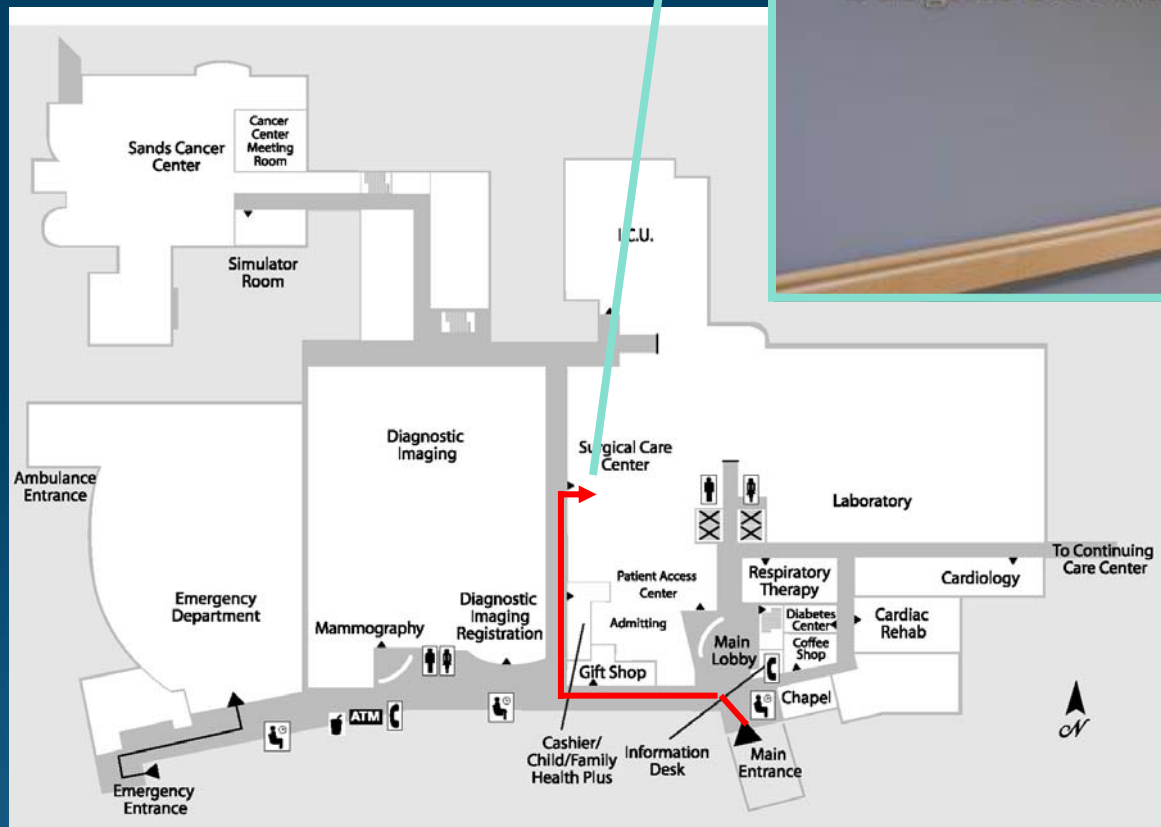 Sands Cancer
Center
Cancer
Center
Meeting
Room
Simulator
Room
I.C.U.
Diagnostic
Imaging
Surgical Care
Center
Laboratory
Ambulance
Entrance
To Continuing
Care Center
Emergency
Department
Mammography
Diagnostic
Imaging
Registration
Patient Access
Center
Admitting
Respiratory
Therapy
Cardiology
Diabetes
Center
Cardiac
Rehab
Coffee
Shop
Main
Lobby
Gift Shop
Chapel
ATM
Cashier/
Child/Family
Health Plus
Information
Desk
Main
Entrance
Emergency
Entrance
N